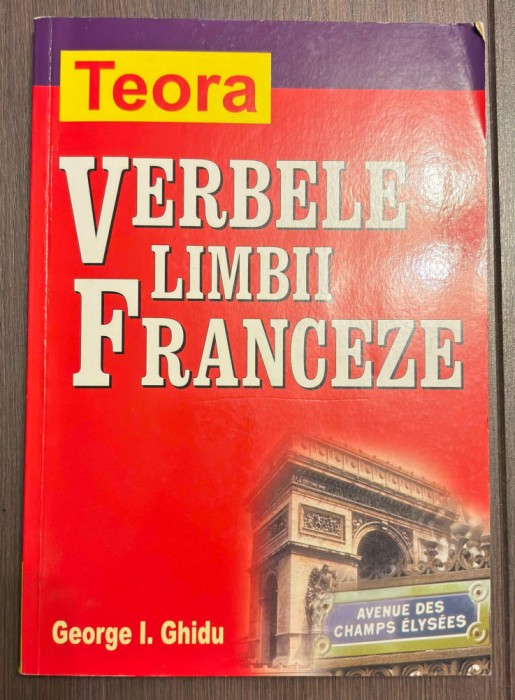 Teora
VERBELE
LIMBII
FRANCEZE
AVENUE DES
CHAMPS ÉLYSÉES
George I. Ghidu